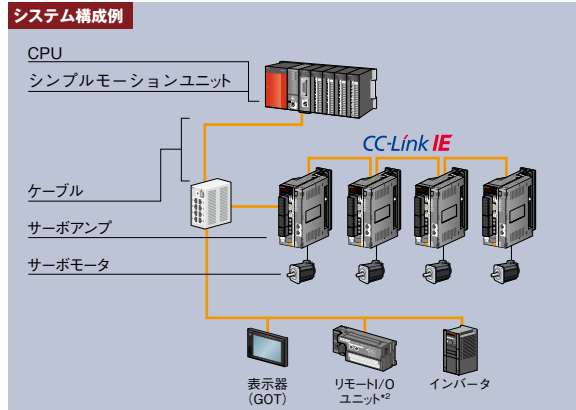 システム構成例
CPU
シンプルモーションユニット
CC-Link IE
ケーブル
サーボアンプ
サーボモータ
表示器
(GOT)
リモートI/O
ユニット*2
インバータ